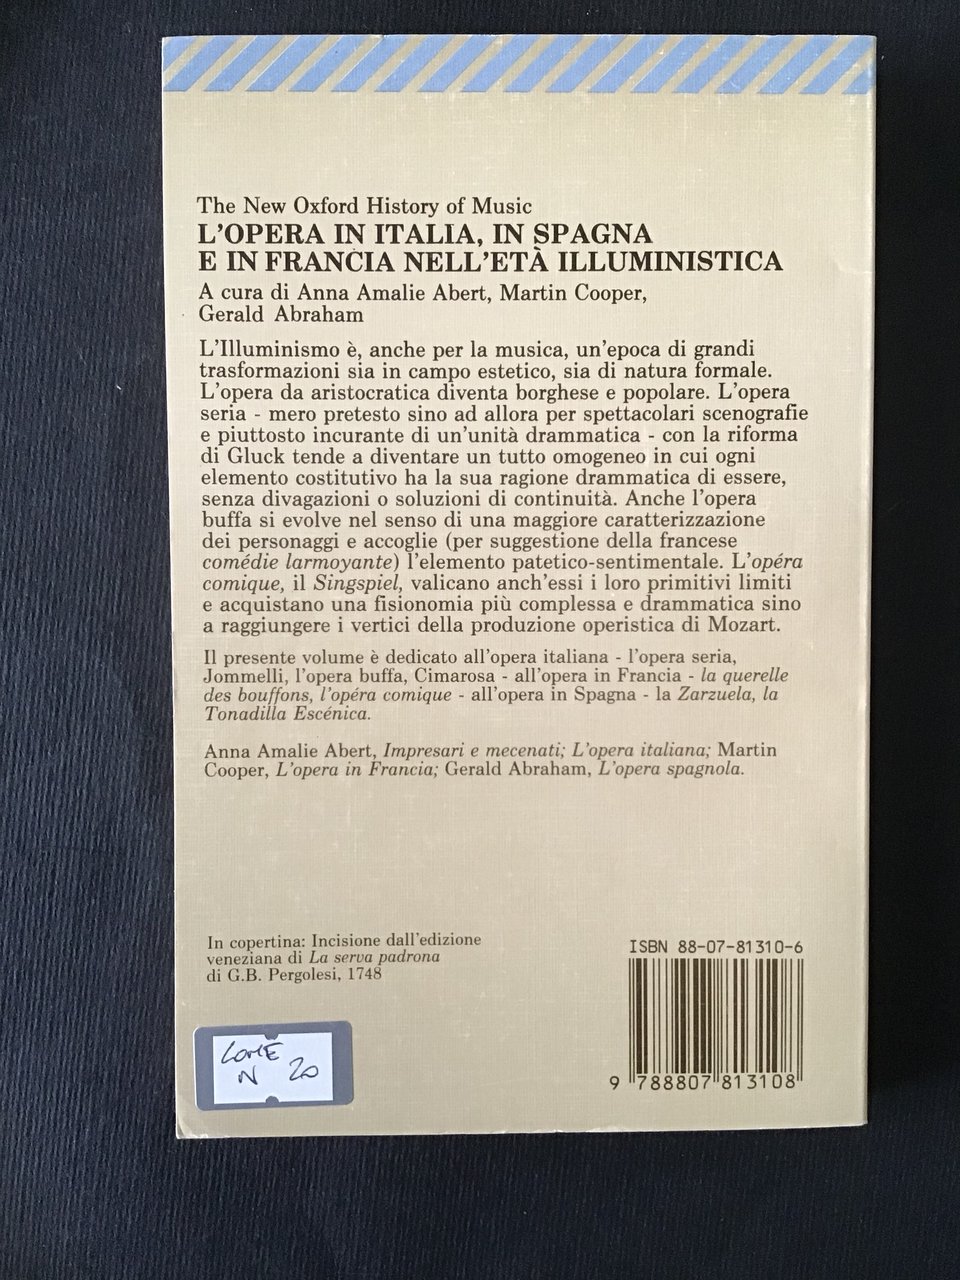 The New Oxford History of Music
L'OPERA IN ITALIA, IN SPAGNA
E IN FRANCIA NELL'ETÀ ILLUMINISTICA
A cura di Anna Amalie Abert, Martin Cooper,
Gerald Abraham
L'Illuminismo è, anche per la musica, un'epoca di grandi
trasformazioni sia in campo estetico, sia di natura formale.
L'opera da aristocratica diventa borghese e popolare. L'opera
seria - mero pretesto sino ad allora per spettacolari scenografie
e piuttosto incurante di un'unità drammatica - con la riforma
di Gluck tende a diventare un tutto omogeneo in cui ogni
elemento costitutivo ha la sua ragione drammatica di essere,
senza divagazioni o soluzioni di continuità. Anche l'opera
buffa si evolve nel senso di una maggiore caratterizzazione
dei personaggi e accoglie (per suggestione della francese
comédie larmoyante) l'elemento patetico-sentimentale. L'opéra
comique, il Singspiel, valicano anch'essi i loro primitivi limiti
e acquistano una fisionomia più complessa e drammatica sino
a raggiungere i vertici della produzione operistica di Mozart.
Il presente volume è dedicato all'opera italiana - l'opera seria,
Jommelli, l'opera buffa, Cimarosa - all'opera in Francia - la querelle
des bouffons, l'opéra comique - all'opera in Spagna - la Zarzuela, la
Tonadilla Escénica.
Anna Amalie Abert, Impresari e mecenati; L'opera italiana; Martin
Cooper, L'opera in Francia; Gerald Abraham, L'opera spagnola.
In copertina: Incisione dall'edizione
veneziana di La serva padrona
di G.B. Pergolesi, 1748
ISBN 88-07-81310-6
9 788807 813108
N 20